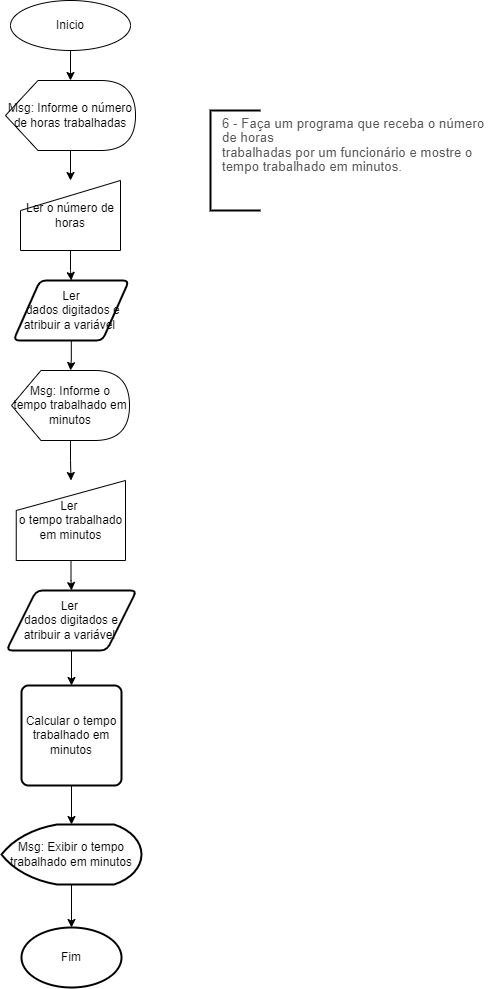 Inicio
Msg: Informe o número
de horas trabalhadas
6 - Faça um programa que receba o número
de horas
trabalhadas por um funcionário e mostre o
tempo trabalhado em minutos.
Ler o número de
horas
Ler
dados digitados e
atribuir a variável
Msg: Informe o
tempo trabalhado em
minutos
Ler
o tempo trabalhado
em minutos
Ler
dados digitados e
atribuir a variável
Calcular o tempo
trabalhado em
minutos
Msg: Exibir o tempo
trabalhado em minutos
Fim